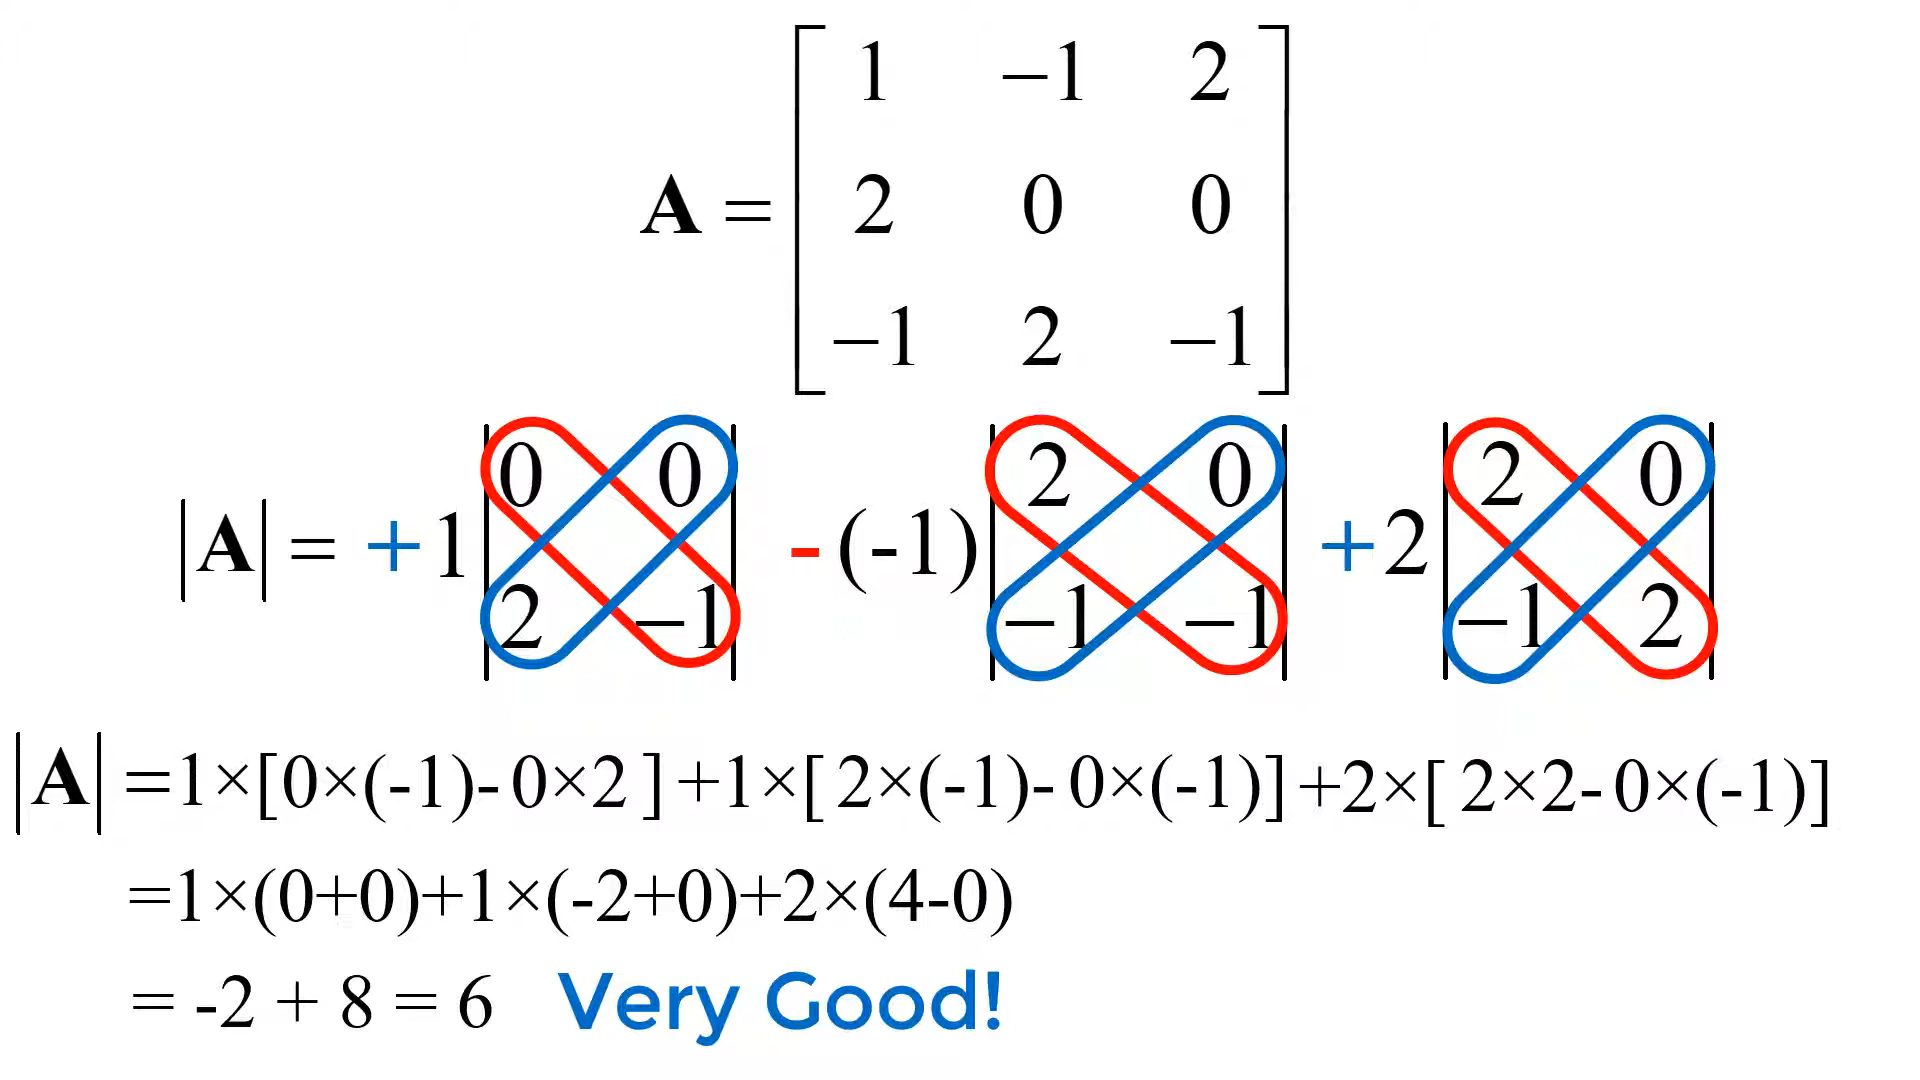 A = [ 1 −1 2
2 0 0
−1 2 −1 ]
|A| = +1 |0 0| -(-1) |2 0| +2 |2 0|
|2 −1| |−1 −1| |−1 2|
|A| =1×[0×(-1)-0×2]+1×[2×(-1)-0×(-1)]+2×[2×2-0×(-1)]
=1×(0+0)+1×(-2+0)+2×(4-0)
= -2 + 8 = 6 Very Good!